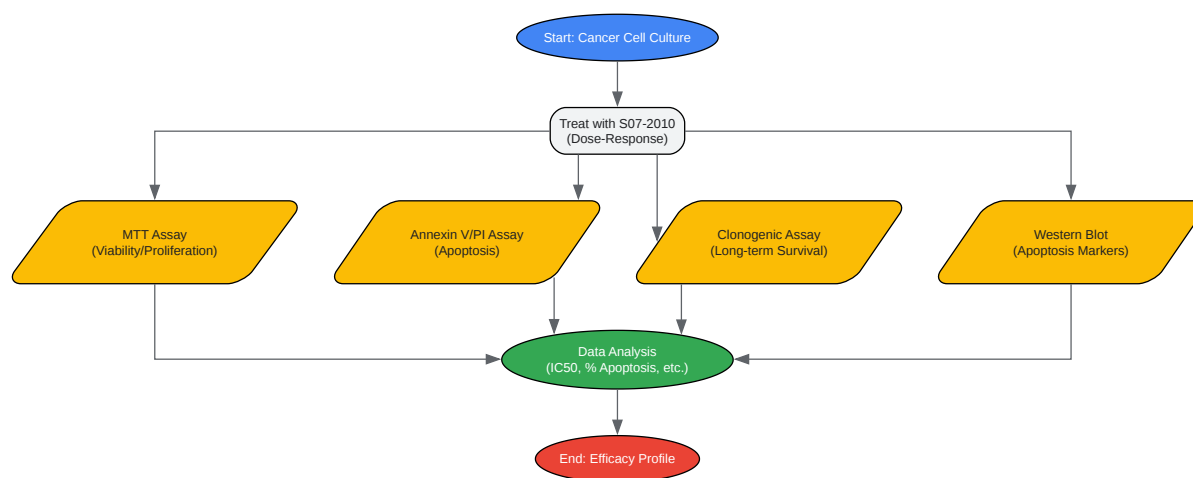 Start: Cancer Cell Culture
Treat with S07-2010
(Dose-Response)
MTT Assay
(Viability/Proliferation)
Annexin V/PI Assay
(Apoptosis)
Clonogenic Assay
(Long-term Survival)
Western Blot
(Apoptosis Markers)
Data Analysis
(IC50, % Apoptosis, etc.)
End: Efficacy Profile